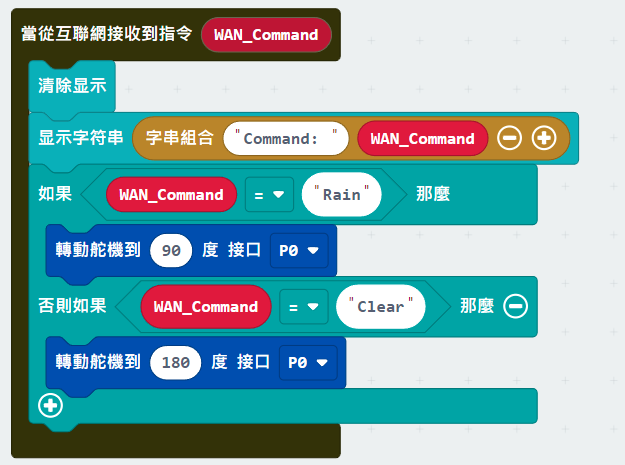 當從互聯網接收到指令 WAN_Command
清除显示
显示字符串 字串組合 "Command: " WAN_Command
如果 WAN_Command = "Rain" 那麼
轉動舵機到 90 度 接口 P0
否則如果 WAN_Command = "Clear" 那麼
轉動舵機到 180 度 接口 P0